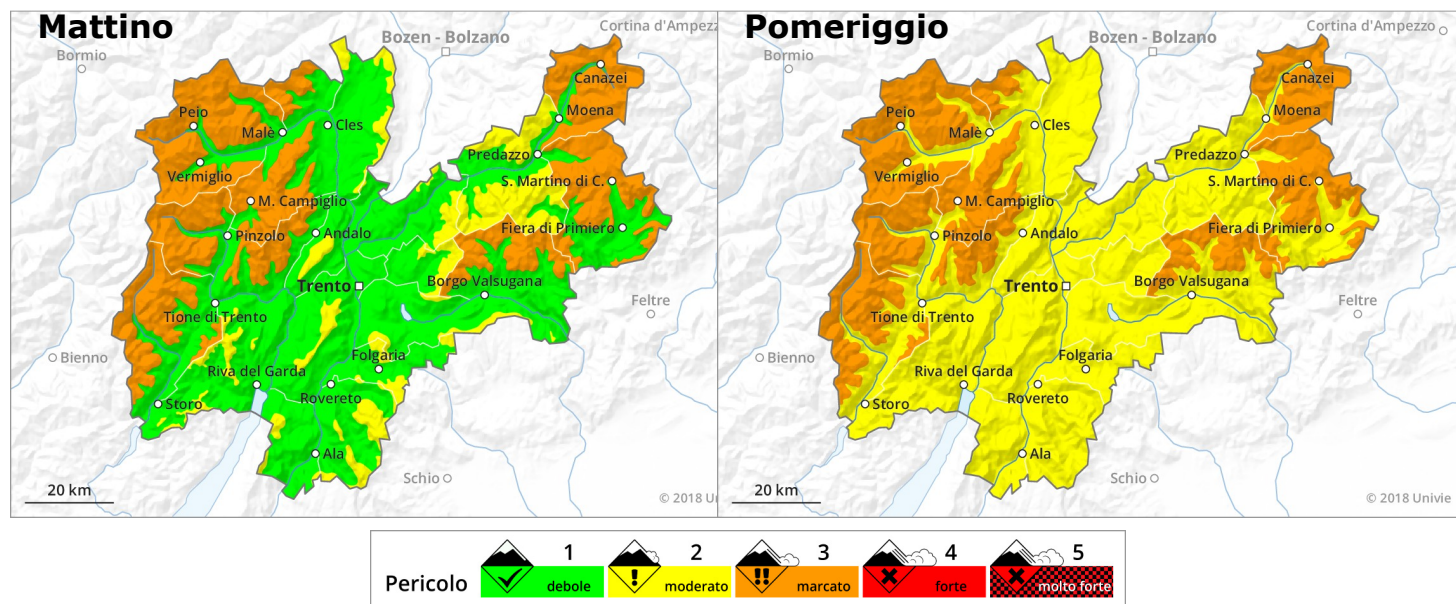 Mattino
Cortina d'Ampezz
Bozen - Bolzano
Bormio
Canazei
Peio
Moena
Malè
Cles
Predazzo
Vermiglio
S. Martino di C.
M. Campiglio
Pinzolo
Andalo
Fiera di Primiero
Borgo Valsugana
Trento
Feltre
Tione di Trento
Folgaria
Bienno
Riva del Garda
Rovereto
Storo
Ala
Schio
20 km
© 2018 Un
Pomeriggio
Cortina d'Ampezzo
Bozen - Bolzano
Bormio
Canazei
Peio
Moena
Malè
Cles
Predazzo
Vermiglio
S. Martino di C.
M. Campiglio
Pinzolo
Andalo
Fiera di Primiero
Borgo Valsugana
Trento
Feltre
Tione di Trento
Folgaria
Bienno
Riva del Garda
Rovereto
Storo
Ala
Schio
20 km
© 2018 Univie
Pericolo
1
debole
2
moderato
3
marcato
4
forte
5
molto forte